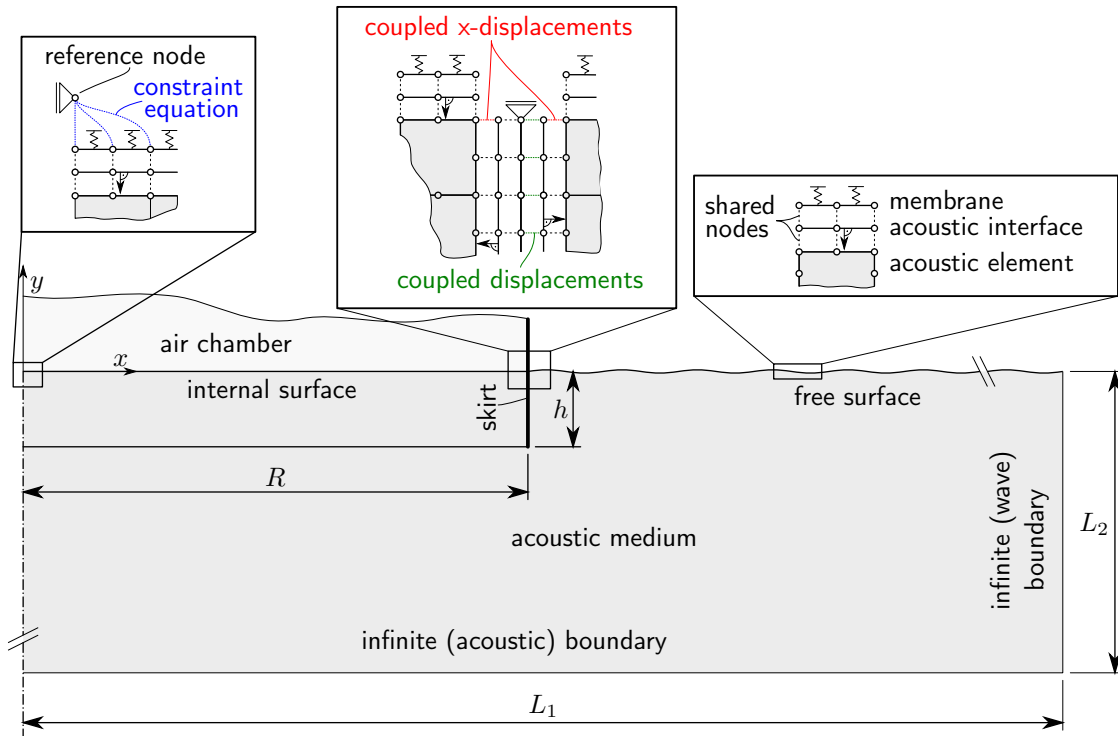 reference node
constraint
equation
coupled x-displacements
coupled displacements
shared
nodes
membrane
acoustic interface
acoustic element
y
air chamber
x
internal surface
skirt
h
free surface
R
acoustic medium
infinite (wave)
boundary
L2
infinite (acoustic) boundary
L1